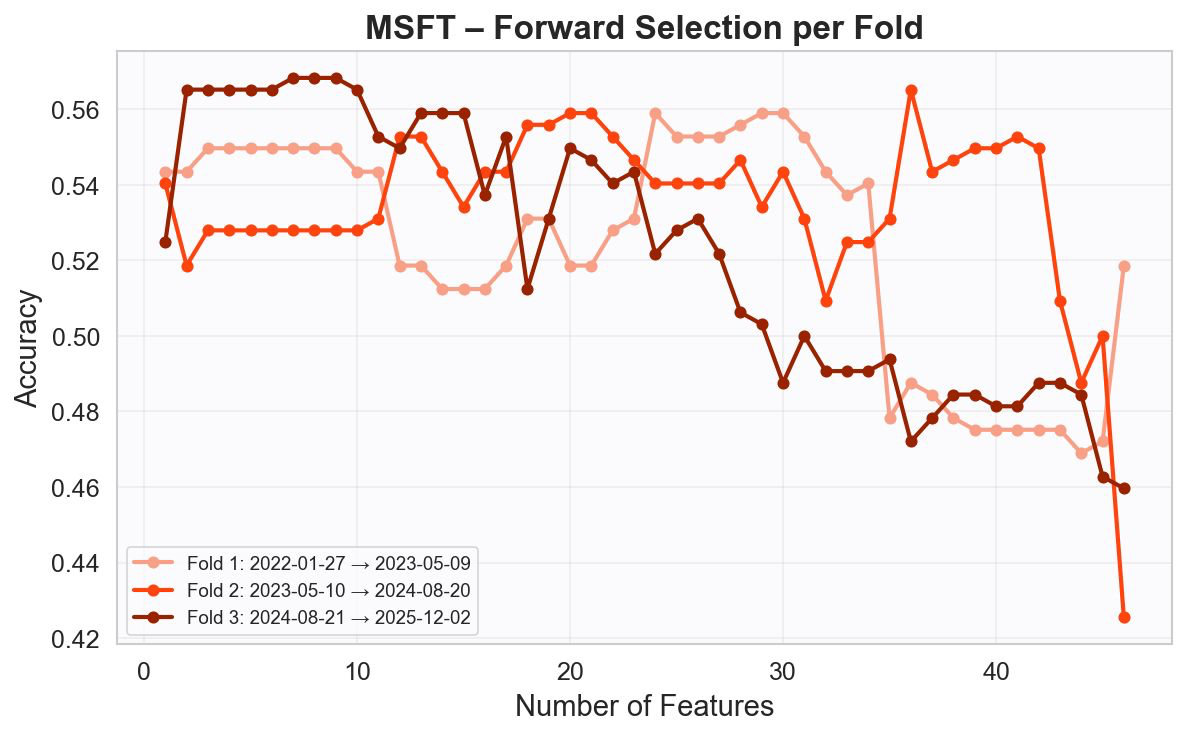 MSFT – Forward Selection per Fold
Accuracy
0.56
0.54
0.52
0.50
0.48
0.46
0.44
0.42
Fold 1: 2022-01-27 → 2023-05-09
Fold 2: 2023-05-10 → 2024-08-20
Fold 3: 2024-08-21 → 2025-12-02
0 10 20 30 40
Number of Features